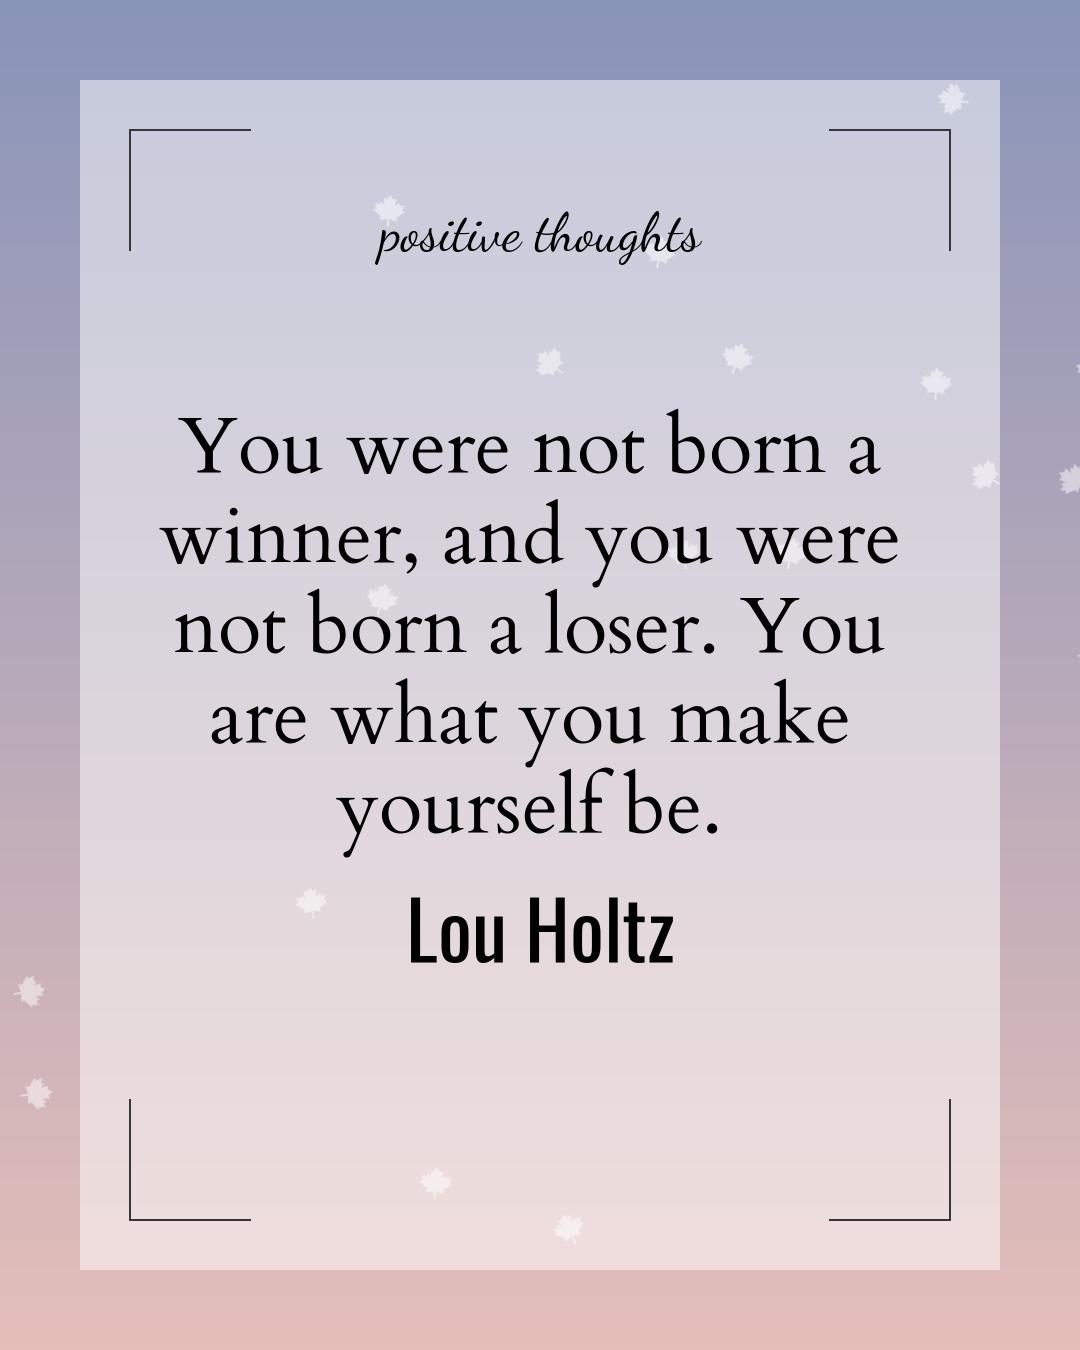 positive thoughts
You were not born a
winner, and you were
not born a loser. You
are what you make
yourself be.
Lou Holtz